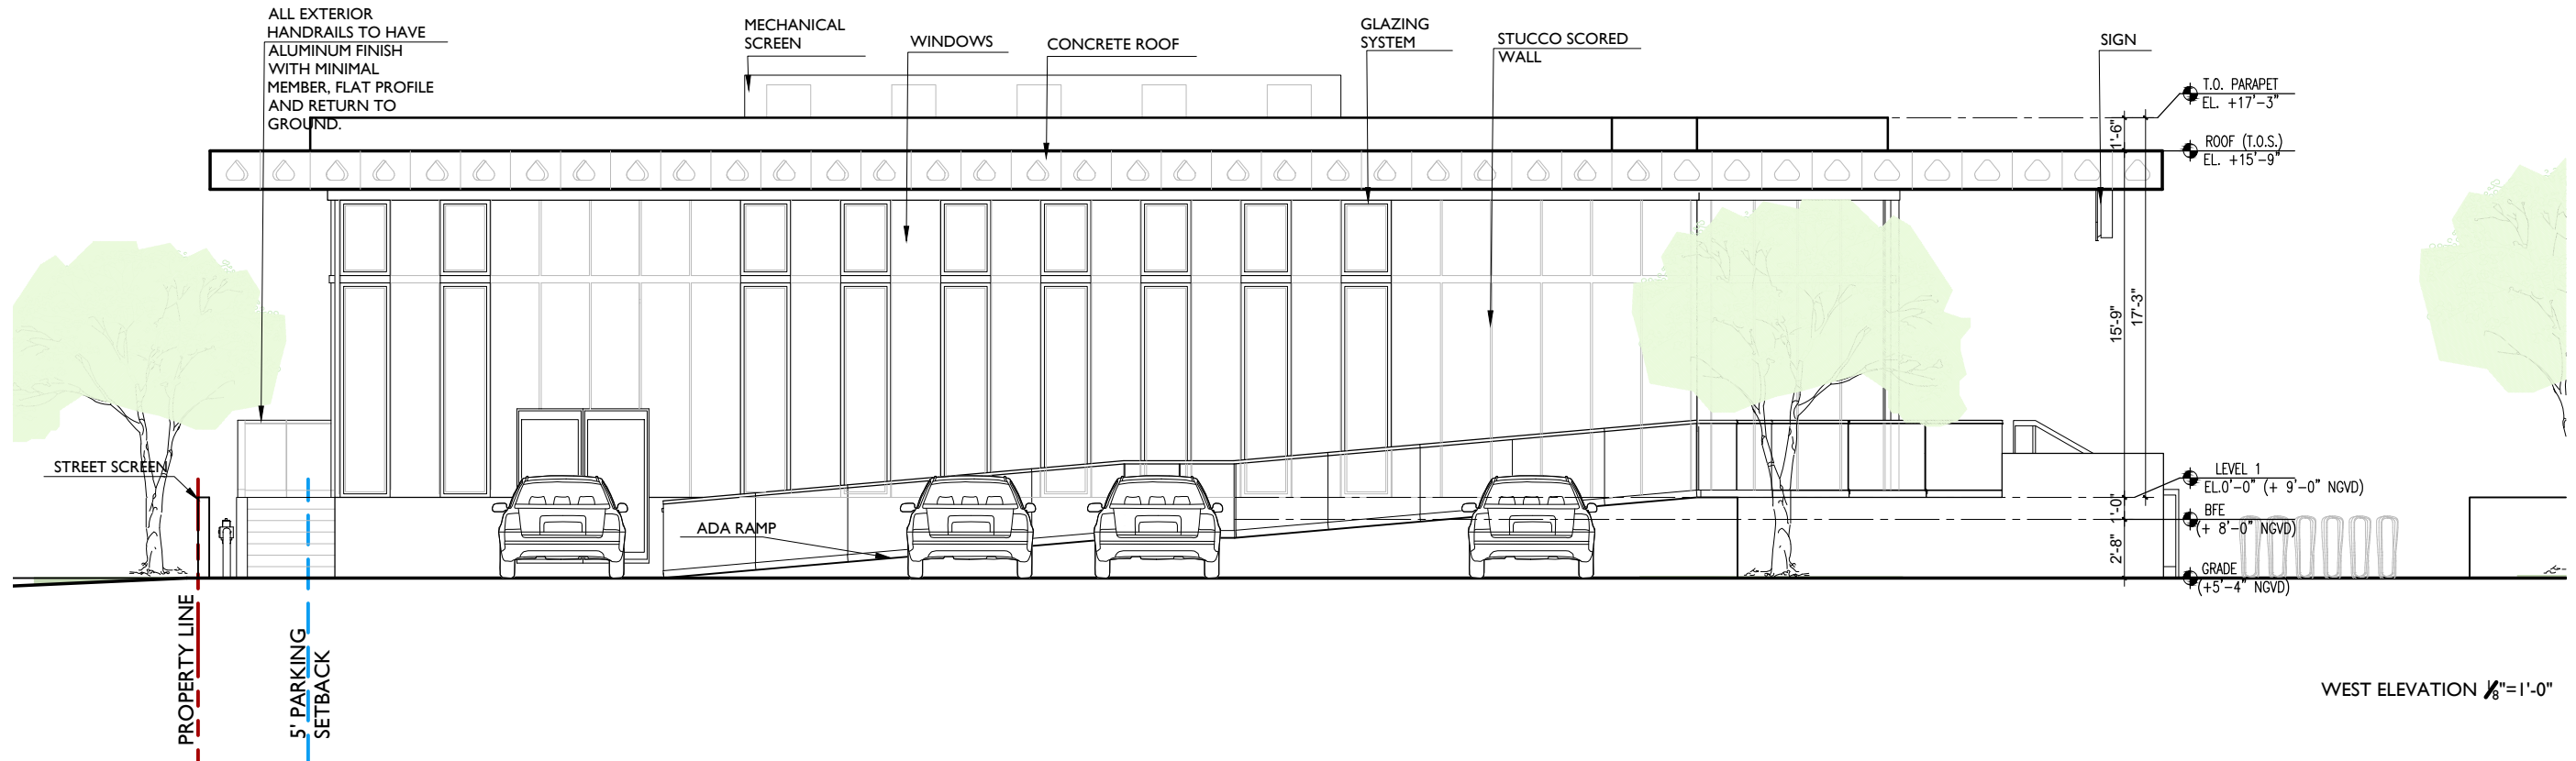 ALL EXTERIOR
HANDRAILS TO HAVE
ALUMINUM FINISH
WITH MINIMAL
MEMBER, FLAT PROFILE
AND RETURN TO
GROUND.
MECHANICAL
SCREEN
WINDOWS
CONCRETE ROOF
GLAZING
SYSTEM
STUCCO SCORED
WALL
SIGN
T.O. PARAPET
EL. +17'-3"
ROOF (T.O.S.)
EL. +15'-9"
1'-6"
15'-9"
17'-3"
STREET SCREEN
ADA RAMP
LEVEL 1
EL.0'-0" (+ 9'-0" NGVD)
1'-0"
BFE
(+ 8'-0" NGVD)
2'-8"
GRADE
(+5'-4" NGVD)
PROPERTY LINE
5' PARKING
SETBACK
WEST ELEVATION 1/8"=1'-0"